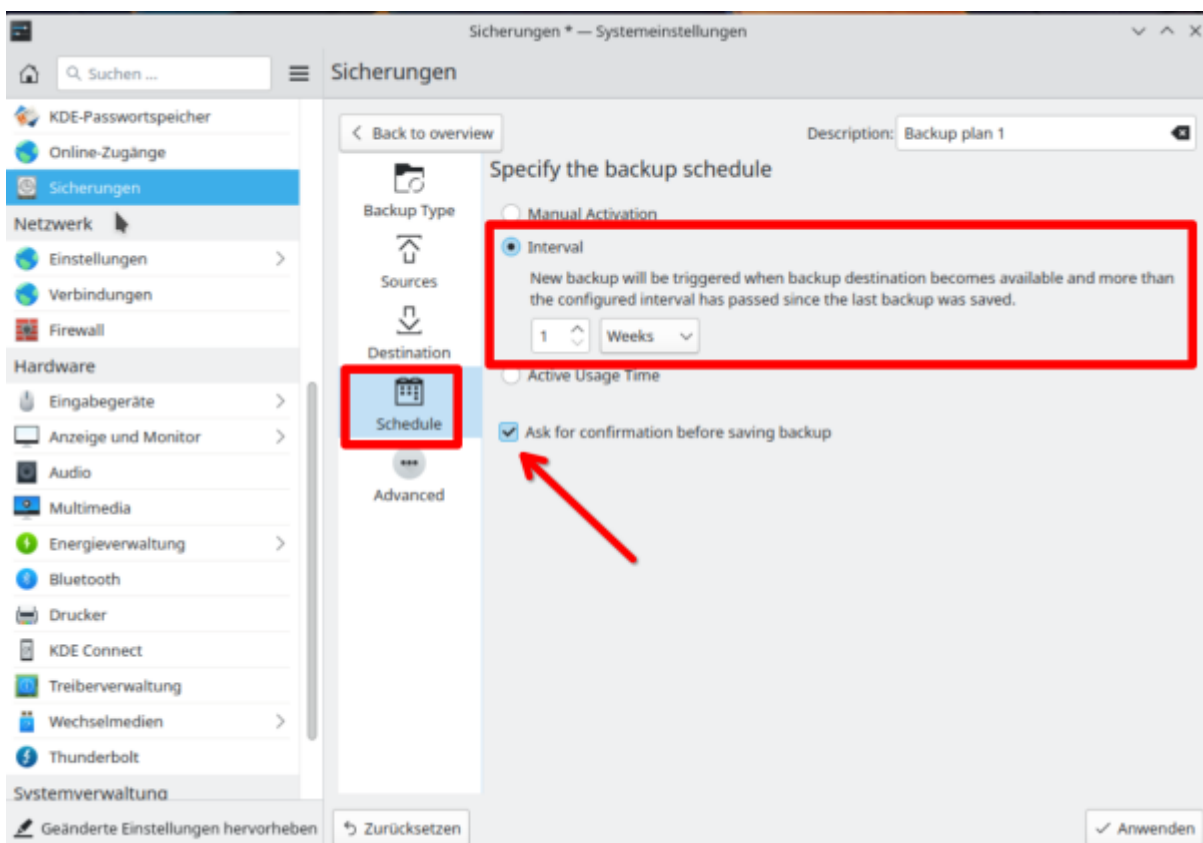 Sicherungen * — Systemeinstellungen
Suchen ...
Sicherungen
KDE-Passwortspeicher
Online-Zugänge
Sicherungen
Netzwerk
Einstellungen
Verbindungen
Firewall
Hardware
Eingabegeräte
Anzeige und Monitor
Audio
Multimedia
Energieverwaltung
Bluetooth
Drucker
KDE Connect
Treiberverwaltung
Wechselmedien
Thunderbolt
Systemverwaltung
Geänderte Einstellungen hervorheben
Back to overview
Description: Backup plan 1
Backup Type
Sources
Destination
Schedule
Advanced
Specify the backup schedule
Manual Activation
Interval
New backup will be triggered when backup destination becomes available and more than
the configured interval has passed since the last backup was saved.
1 Weeks
Active Usage Time
Ask for confirmation before saving backup
Zurücksetzen
Anwenden